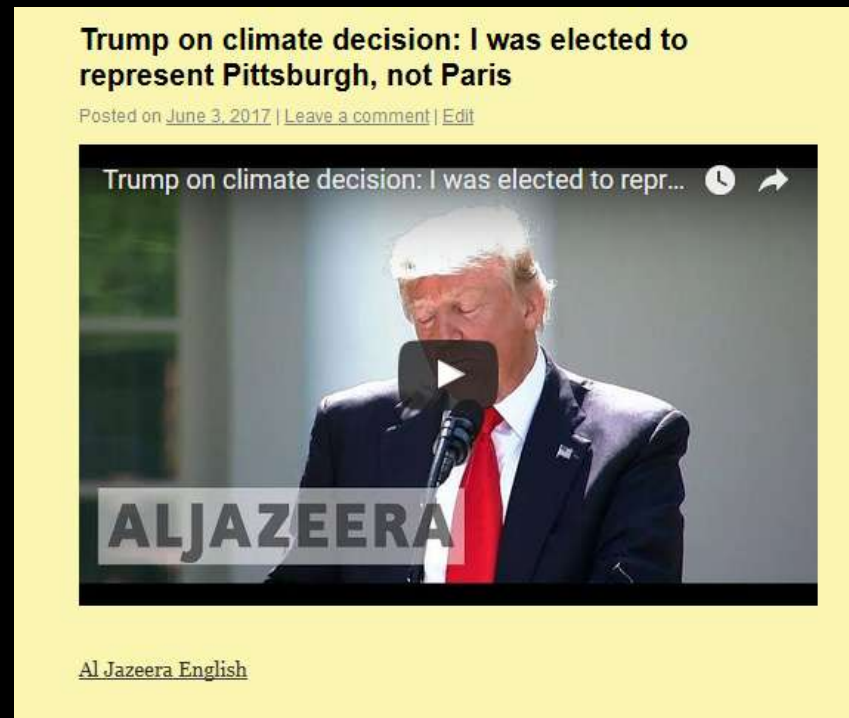 Trump on climate decision: I was elected to
represent Pittsburgh, not Paris
Posted on June 3, 2017 | Leave a comment | Edit
Trump on climate decision: I was elected to repr...
ALJAZEERA
Al Jazeera English